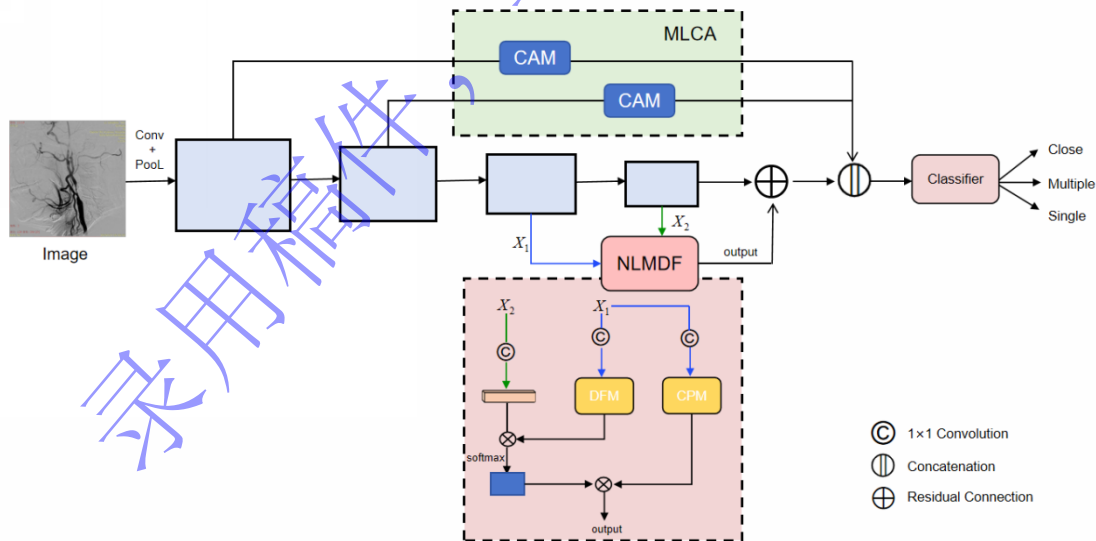 MLCA
CAM
CAM
Conv
+
PooL
Image
X1
X2
NLMDF
output
Classifier
Close
Multiple
Single
X2
X1
C
C
C
DFM
CPM
softmax
output
C 1×1 Convolution
Concatenation
Residual Connection
录用稿件，